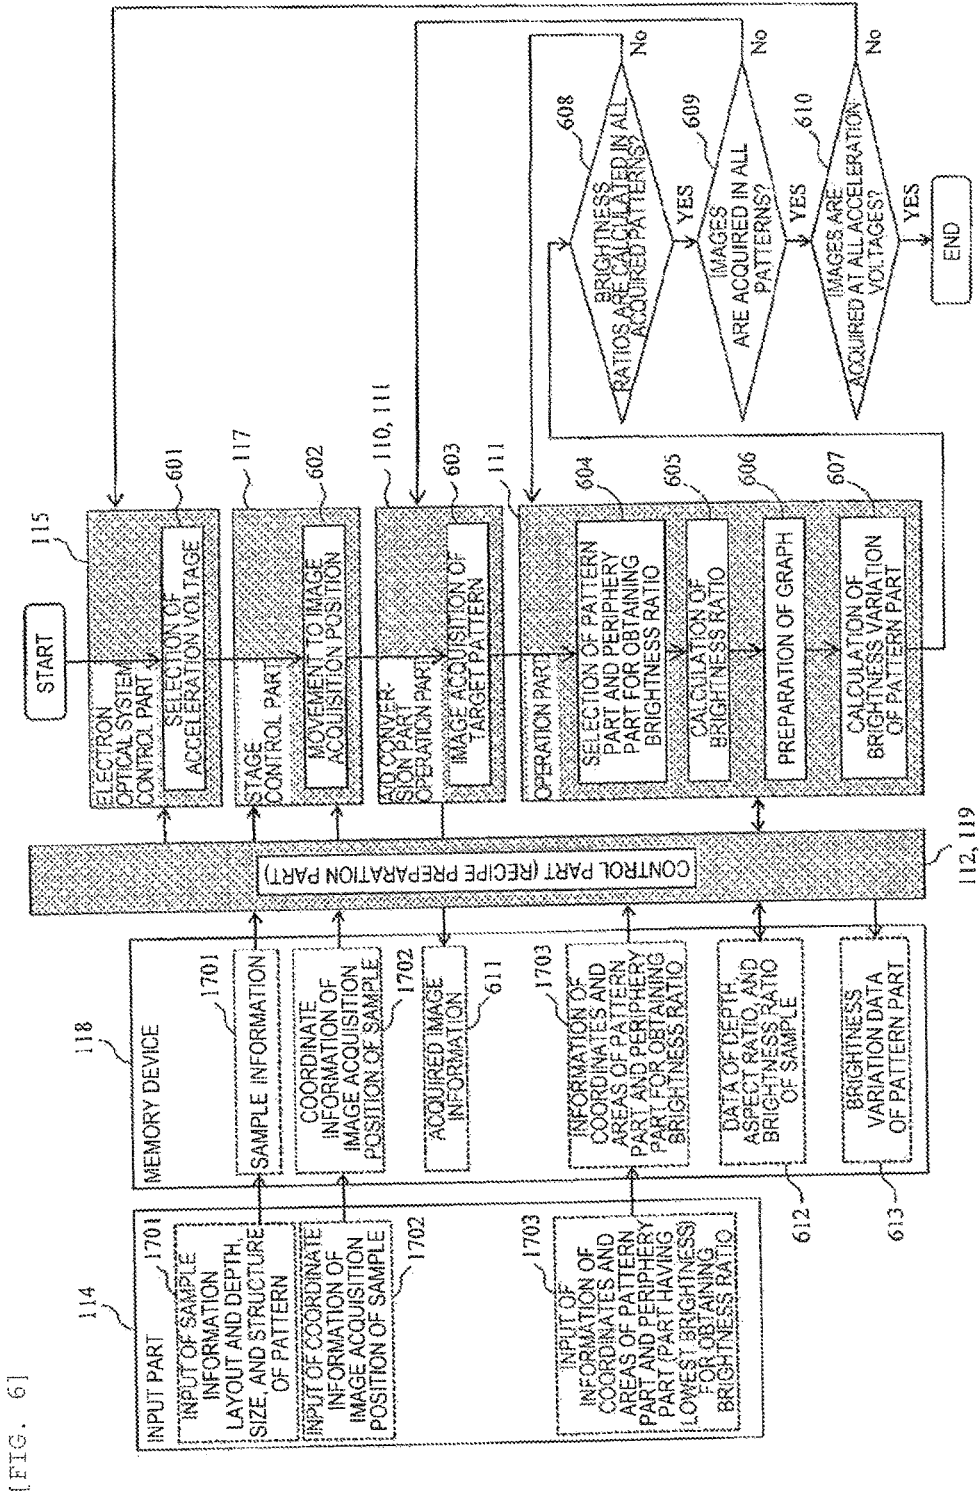 [FIG. 6]
114
INPUT PART
1701
INPUT OF SAMPLE
INFORMATION
LAYOUT AND DEPTH,
SIZE, AND STRUCTURE
OF PATTERN
INPUT OF COORDINATE
INFORMATION OF
IMAGE ACQUISITION
POSITION OF SAMPLE
1702
1703
INPUT OF
INFORMATION OF
COORDINATES AND
AREAS OF PATTERN
PART AND PERIPHERY
PART (PART HAVING
LOWEST BRIGHTNESS)
FOR OBTAINING
BRIGHTNESS RATIO
118
MEMORY DEVICE
1701
SAMPLE INFORMATION
COORDINATE
INFORMATION OF
IMAGE ACQUISITION
POSITION OF SAMPLE
1702
ACQUIRED IMAGE
INFORMATION
611
1703
INFORMATION OF
COORDINATES AND
AREAS OF PATTERN
PART AND PERIPHERY
PART FOR OBTAINING
BRIGHTNESS RATIO
DATA OF DEPTH,
ASPECT RATIO, AND
BRIGHTNESS RATIO
OF SAMPLE
612
BRIGHTNESS
VARIATION DATA
OF PATTERN PART
613
CONTROL PART (RECIPE PREPARATION PART)
112, 119
START
115
ELECTRON
OPTICAL SYSTEM
CONTROL PART
601
SELECTION OF
ACCELERATION VOLTAGE
117
STAGE
CONTROL PART
602
MOVEMENT TO IMAGE
ACQUISITION POSITION
110, 111
A/D CONVER-
SION PART
OPERATION PART
603
IMAGE ACQUISITION OF
TARGET PATTERN
111
OPERATION PART
604
SELECTION OF PATTERN
PART AND PERIPHERY
PART FOR OBTAINING
BRIGHTNESS RATIO
605
CALCULATION OF
BRIGHTNESS RATIO
606
PREPARATION OF GRAPH
607
CALCULATION OF
BRIGHTNESS VARIATION
OF PATTERN PART
608
BRIGHTNESS
RATIOS ARE CALCULATED IN ALL
ACQUIRED PATTERNS?
No
YES
609
IMAGES
ARE ACQUIRED IN ALL
PATTERNS?
No
YES
610
IMAGES ARE
ACQUIRED AT ALL ACCELERATION
VOLTAGES?
No
YES
END